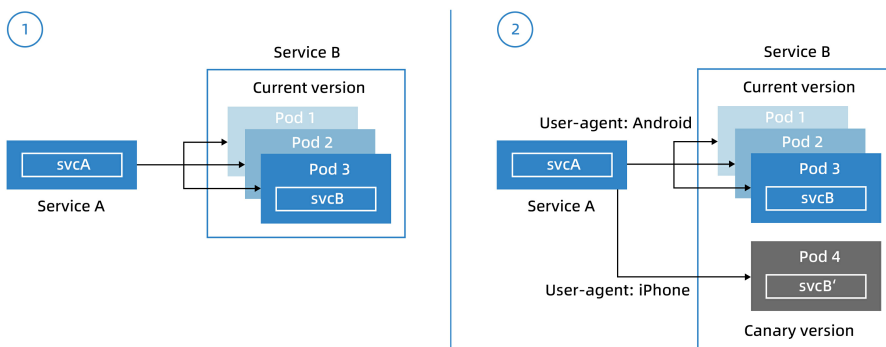 1
Service B
Current version
Pod 1
Pod 2
Pod 3
svcA
svcB
Service A
2
Service B
Current version
Pod 1
User-agent: Android
Pod 2
Pod 3
svcA
svcB
Service A
Pod 4
svcB′
User-agent: iPhone
Canary version